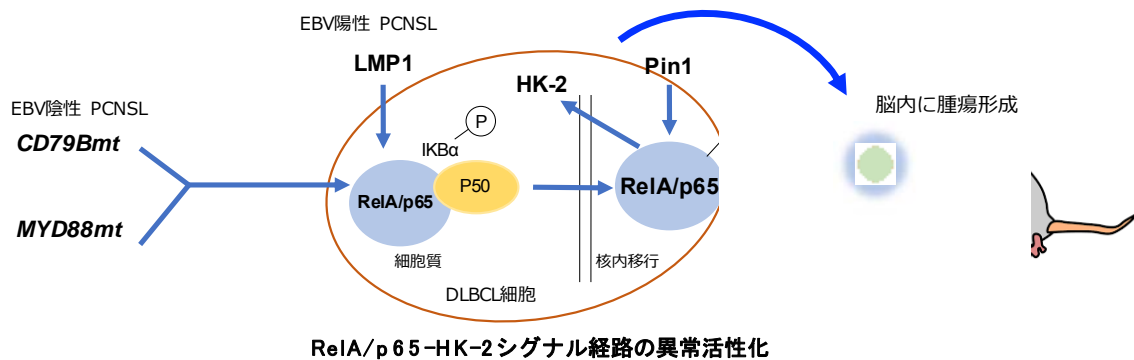 EBV陽性 PCNSL
LMP1
HK-2
Pin1
EBV陰性 PCNSL
CD79Bmt
MYD88mt
P
IKBα
P50
RelA/p65
RelA/p65
細胞質
核内移行
DLBCL細胞
脳内に腫瘍形成
RelA/p65-HK-2シグナル経路の異常活性化